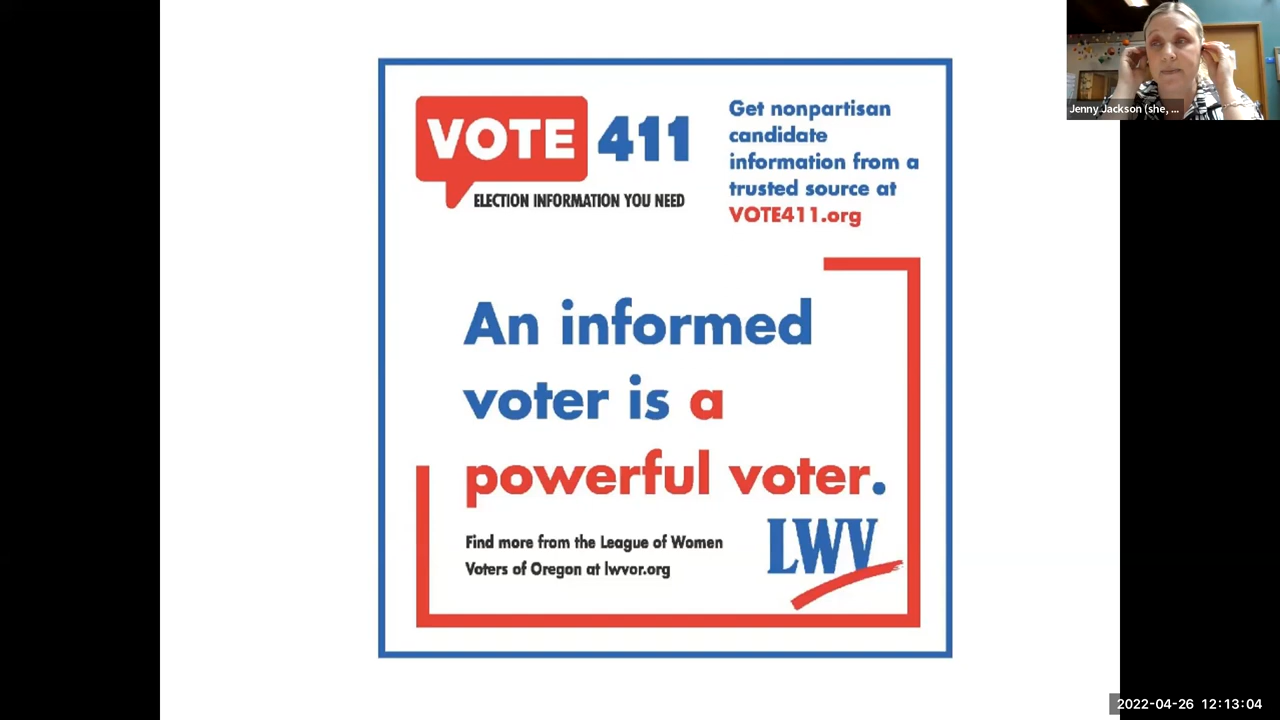 VOTE 411
ELECTION INFORMATION YOU NEED
Get nonpartisan
candidate
information from a
trusted source at
VOTE411.org
An informed
voter is a
powerful voter.
Find more from the League of Women
Voters of Oregon at lwvor.org
LWV
Jenny Jackson (she, ...
2022-04-26 12:13:04